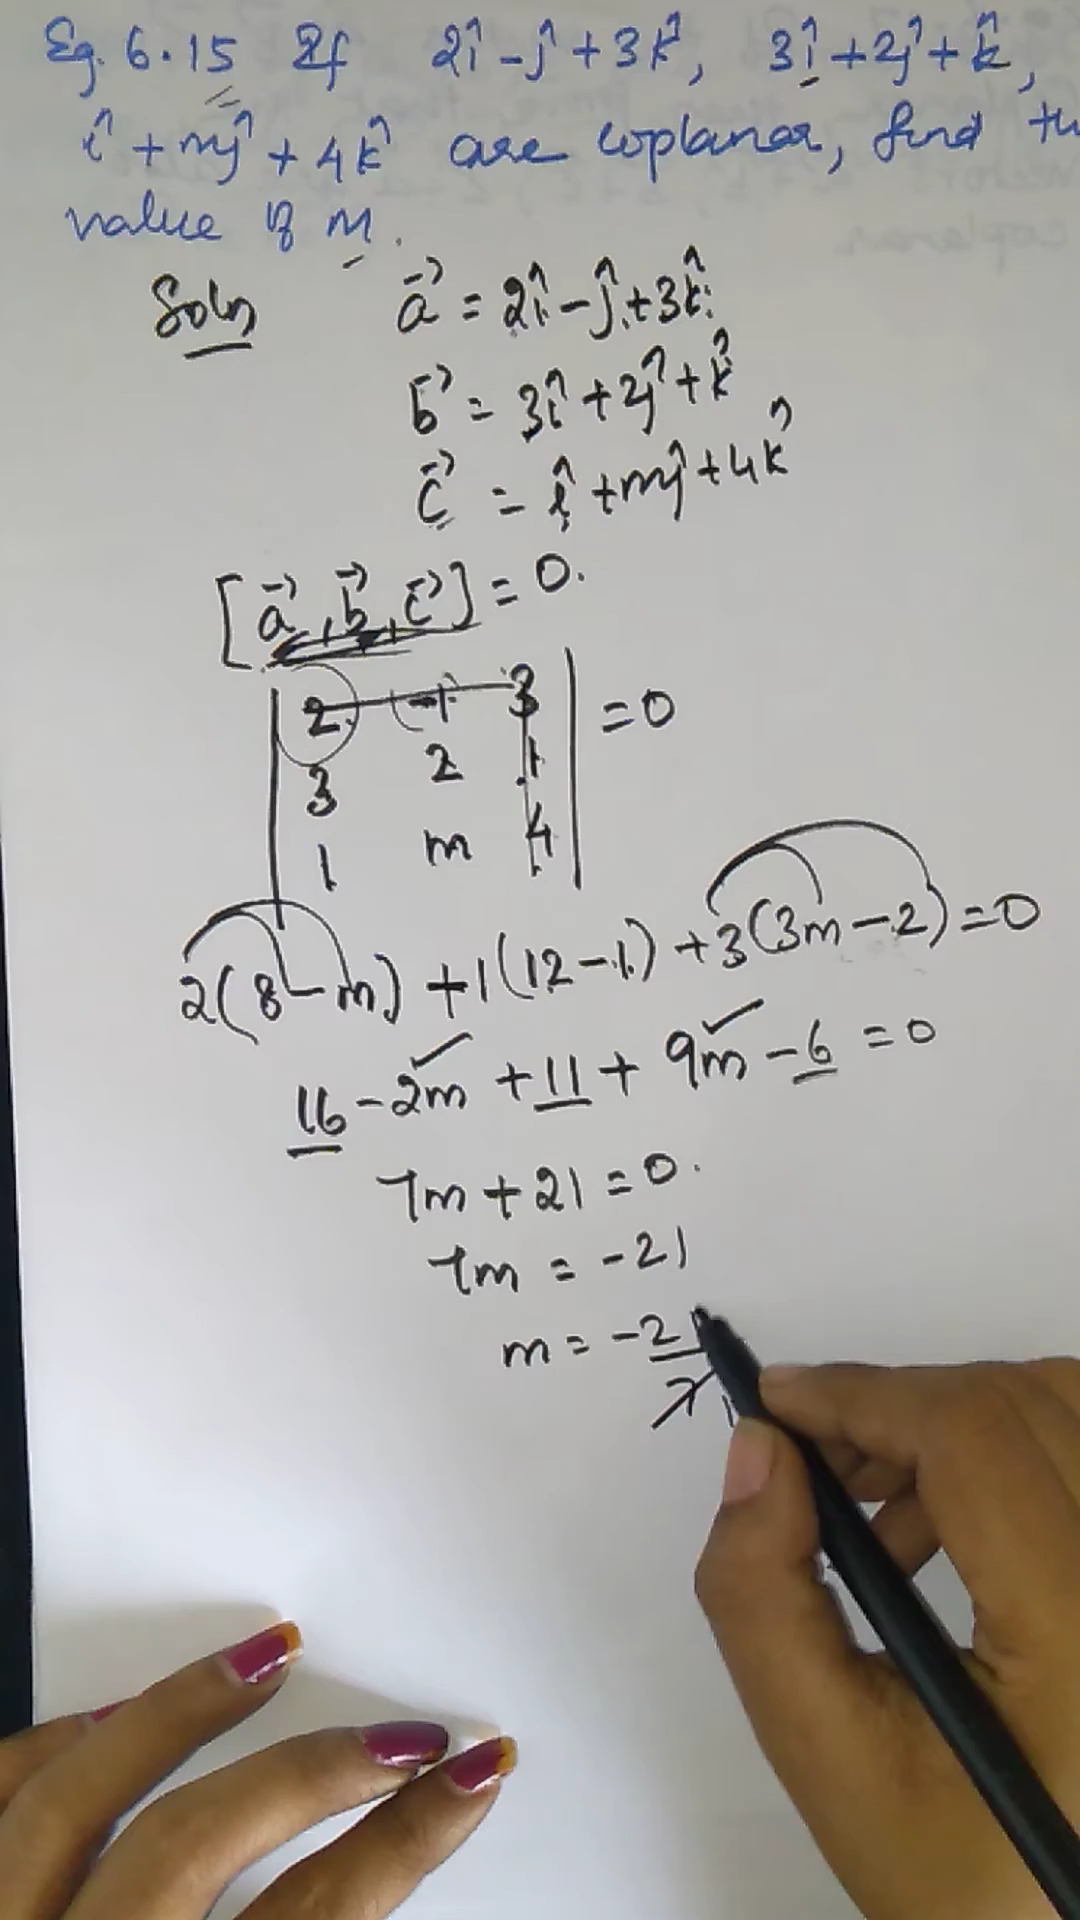 Eg. 6.15 If 2î - ĵ + 3k̂, 3î + 2ĵ + k̂,
î + mĵ + 4k̂ are coplanar, find th
value of m.
Soln a⃗ = 2î - ĵ + 3k̂
b⃗ = 3î + 2ĵ + k̂
c⃗ = î + mĵ + 4k̂
[a⃗, b⃗, c⃗] = 0.
| 2 -1 3 | = 0
3 2 1
1 m 4
2(8 - m) + 1(12 - 1) + 3(3m - 2) = 0
16 - 2m + 11 + 9m - 6 = 0
7m + 21 = 0.
7m = -21
m = -21
7 1